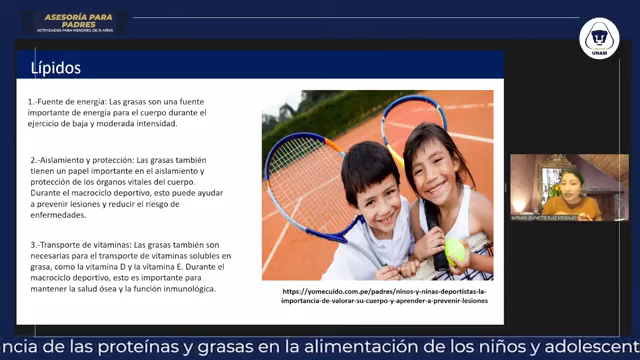 ASESORÍA PARA
PADRES
ACTIVIDADES PARA MENORES DE 15 AÑOS
UNAM
Lípidos
1.-Fuente de energía: Las grasas son una fuente
importante de energía para el cuerpo durante el
ejercicio de baja y moderada intensidad.
2.-Aislamiento y protección: Las grasas también
tienen un papel importante en el aislamiento y
protección de los órganos vitales del cuerpo.
Durante el macrociclo deportivo, esto puede ayudar
a prevenir lesiones y reducir el riesgo de
enfermedades.
3.-Transporte de vitaminas: Las grasas también son
necesarias para el transporte de vitaminas solubles en
grasa, como la vitamina D y la vitamina E. Durante el
macrociclo deportivo, esto es importante para
mantener la salud ósea y la función inmunológica.
https://yomecuido.com.pe/padres/ninos-y-ninas-deportistas-la-
importancia-de-valorar-su-cuerpo-y-aprender-a-prevenir-lesiones
MIRIAM JEANETTE RUIZ MORALES
ncia de las proteínas y grasas en la alimentación de los niños y adolescent